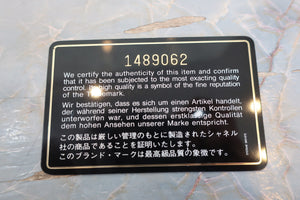 1489062
We certify the authenticity of this item and confirm
that it has been subjected to the most exacting quality
control. Its high quality is a symbol of the fine reputation
of the Trademark.
Wir bestätigen, dass es sich um einen Artikel handelt,
der während seiner Herstellung strengsten Kontrollen
unterworfen war, und dessen erstklassige Qualität
dem hohen Ansehen unserer Marke entspricht.
この製品は厳しい管理のもとに製造されたシャネル
社の商品であることを証明いたします。
このブランド・マークは最高級品質の象徴です。